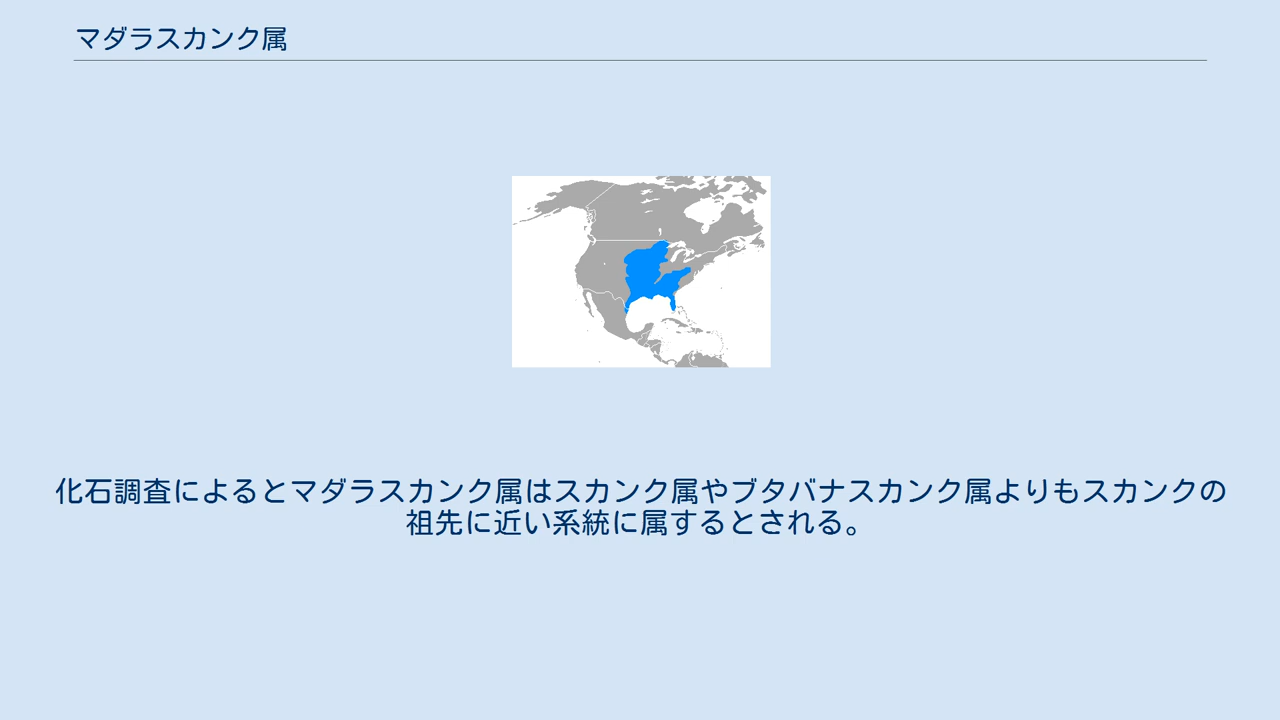 マダラスカンク属
化石調査によるとマダラスカンク属はスカンク属やブタバナスカンク属よりもスカンクの
祖先に近い系統に属するとされる。